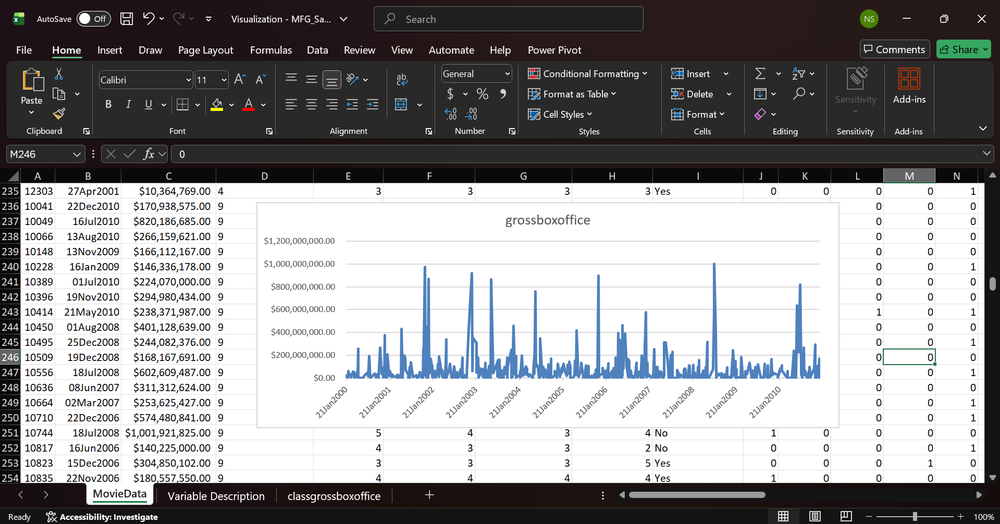 AutoSave Off Visualization - MFG_Sa... Search NS
File Home Insert Draw Page Layout Formulas Data Review View Automate Help Power Pivot Comments Share
Paste Calibri 11 General Conditional Formatting Insert Sensitivity Add-ins
B I U $ % Format as Table Delete
Cell Styles Format
Clipboard Font Alignment Number Styles Cells Editing Sensitivity Add-ins
M246 fx 0
A B C D E F G H I J K L M N
235 12303 27Apr2001 $10,364,769.00 4 3 3 3 3 Yes 0 0 0 0 1
236 10041 22Dec2010 $170,938,575.00 9 0 0 0
237 10049 16Jul2010 $820,186,685.00 9 0 0 0
238 10066 13Aug2010 $266,159,621.00 9 0 0 0
239 10148 13Nov2009 $166,112,167.00 9 0 0 0
240 10228 16Jan2009 $146,336,178.00 9 0 0 1
241 10389 01Jul2010 $224,070,000.00 9 0 0 0
242 10396 19Nov2010 $294,980,434.00 9 0 0 0
243 10414 21May2010 $238,371,987.00 9 1 0 1
244 10450 01Aug2008 $401,128,639.00 9 0 0 0
245 10495 25Dec2008 $244,082,376.00 9 0 0 1
246 10509 19Dec2008 $168,167,691.00 9 0 0 0
247 10556 18Jul2008 $602,609,487.00 9 0 0 1
248 10636 08Jun2007 $311,312,624.00 9 0 0 0
249 10664 02Mar2007 $253,625,427.00 9 0 0 1
250 10710 22Dec2006 $574,480,841.00 9 0 0 1
251 10744 18Jul2008 $1,001,921,825.00 9 5 4 3 4 No 1 0 0 0 0
252 10817 16Jun2006 $140,225,000.00 9 4 3 3 2 No 0 0 0 0 1
253 10823 15Dec2006 $304,850,102.00 9 3 3 3 5 Yes 0 0 0 1 0
254 10835 22Nov2006 $180,557,550.00 9 4 4 4 4 Yes 1 0 0 0 0
grossboxoffice
$1,200,000,000.00
$1,000,000,000.00
$800,000,000.00
$600,000,000.00
$400,000,000.00
$200,000,000.00
$0.00
21Jan2000 21Jan2001 21Jan2002 21Jan2003 21Jan2004 21Jan2005 21Jan2006 21Jan2007 21Jan2008 21Jan2009 21Jan2010
MovieData Variable Description classgrossboxoffice
Ready Accessibility: Investigate 100%